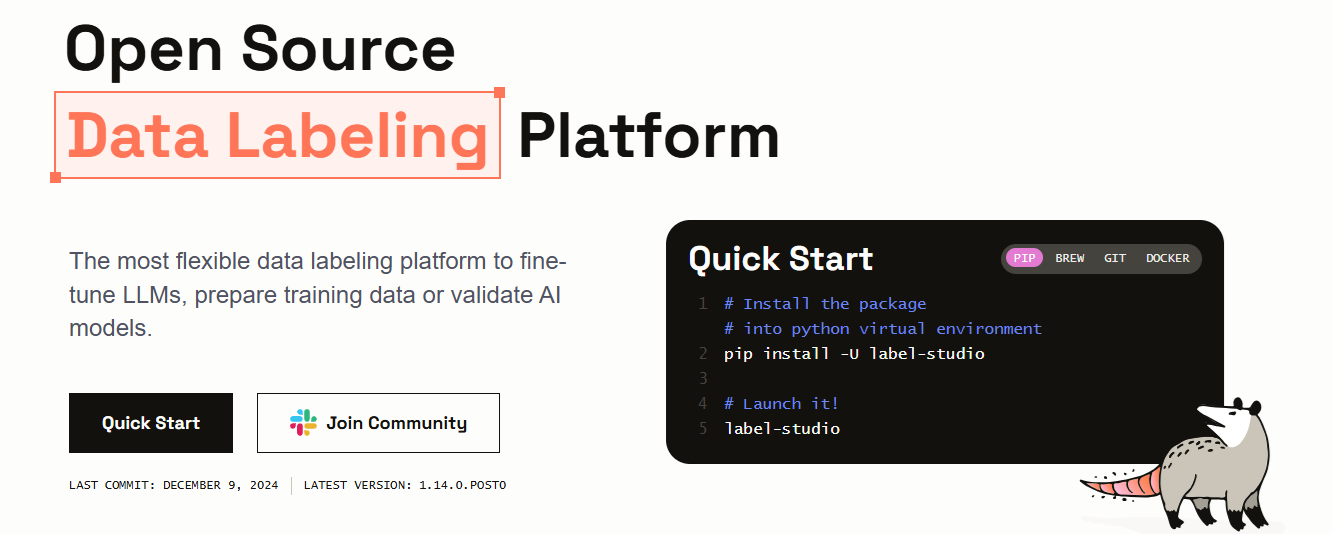 Open Source
Data Labeling Platform
The most flexible data labeling platform to fine-
tune LLMs, prepare training data or validate AI
models.
Quick Start
Join Community
LAST COMMIT: DECEMBER 9, 2024
LATEST VERSION: 1.14.0.POST0
Quick Start
PIP BREW GIT DOCKER
1 # Install the package
# into python virtual environment
2 pip install -U label-studio
3
4 # Launch it!
5 label-studio